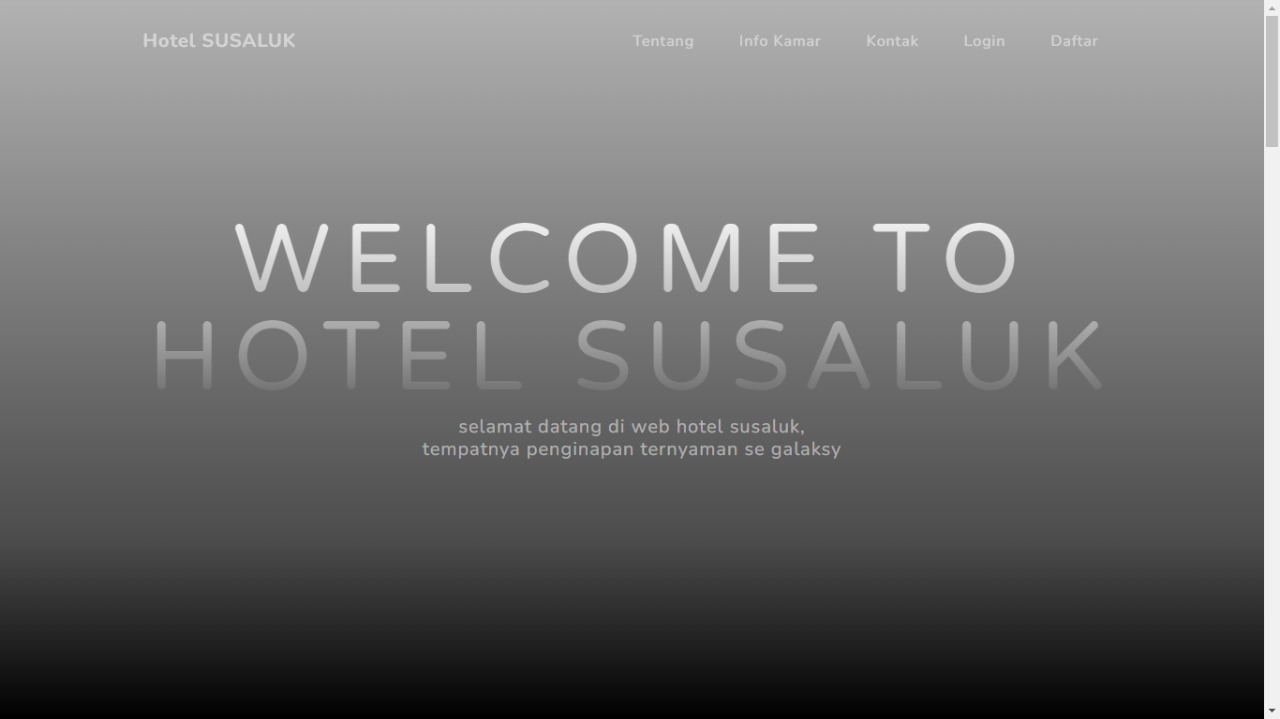 Hotel SUSALUK
Tentang Info Kamar Kontak Login Daftar
WELCOME TO
HOTEL SUSALUK
selamat datang di web hotel susaluk,
tempatnya penginapan ternyaman se galaksy